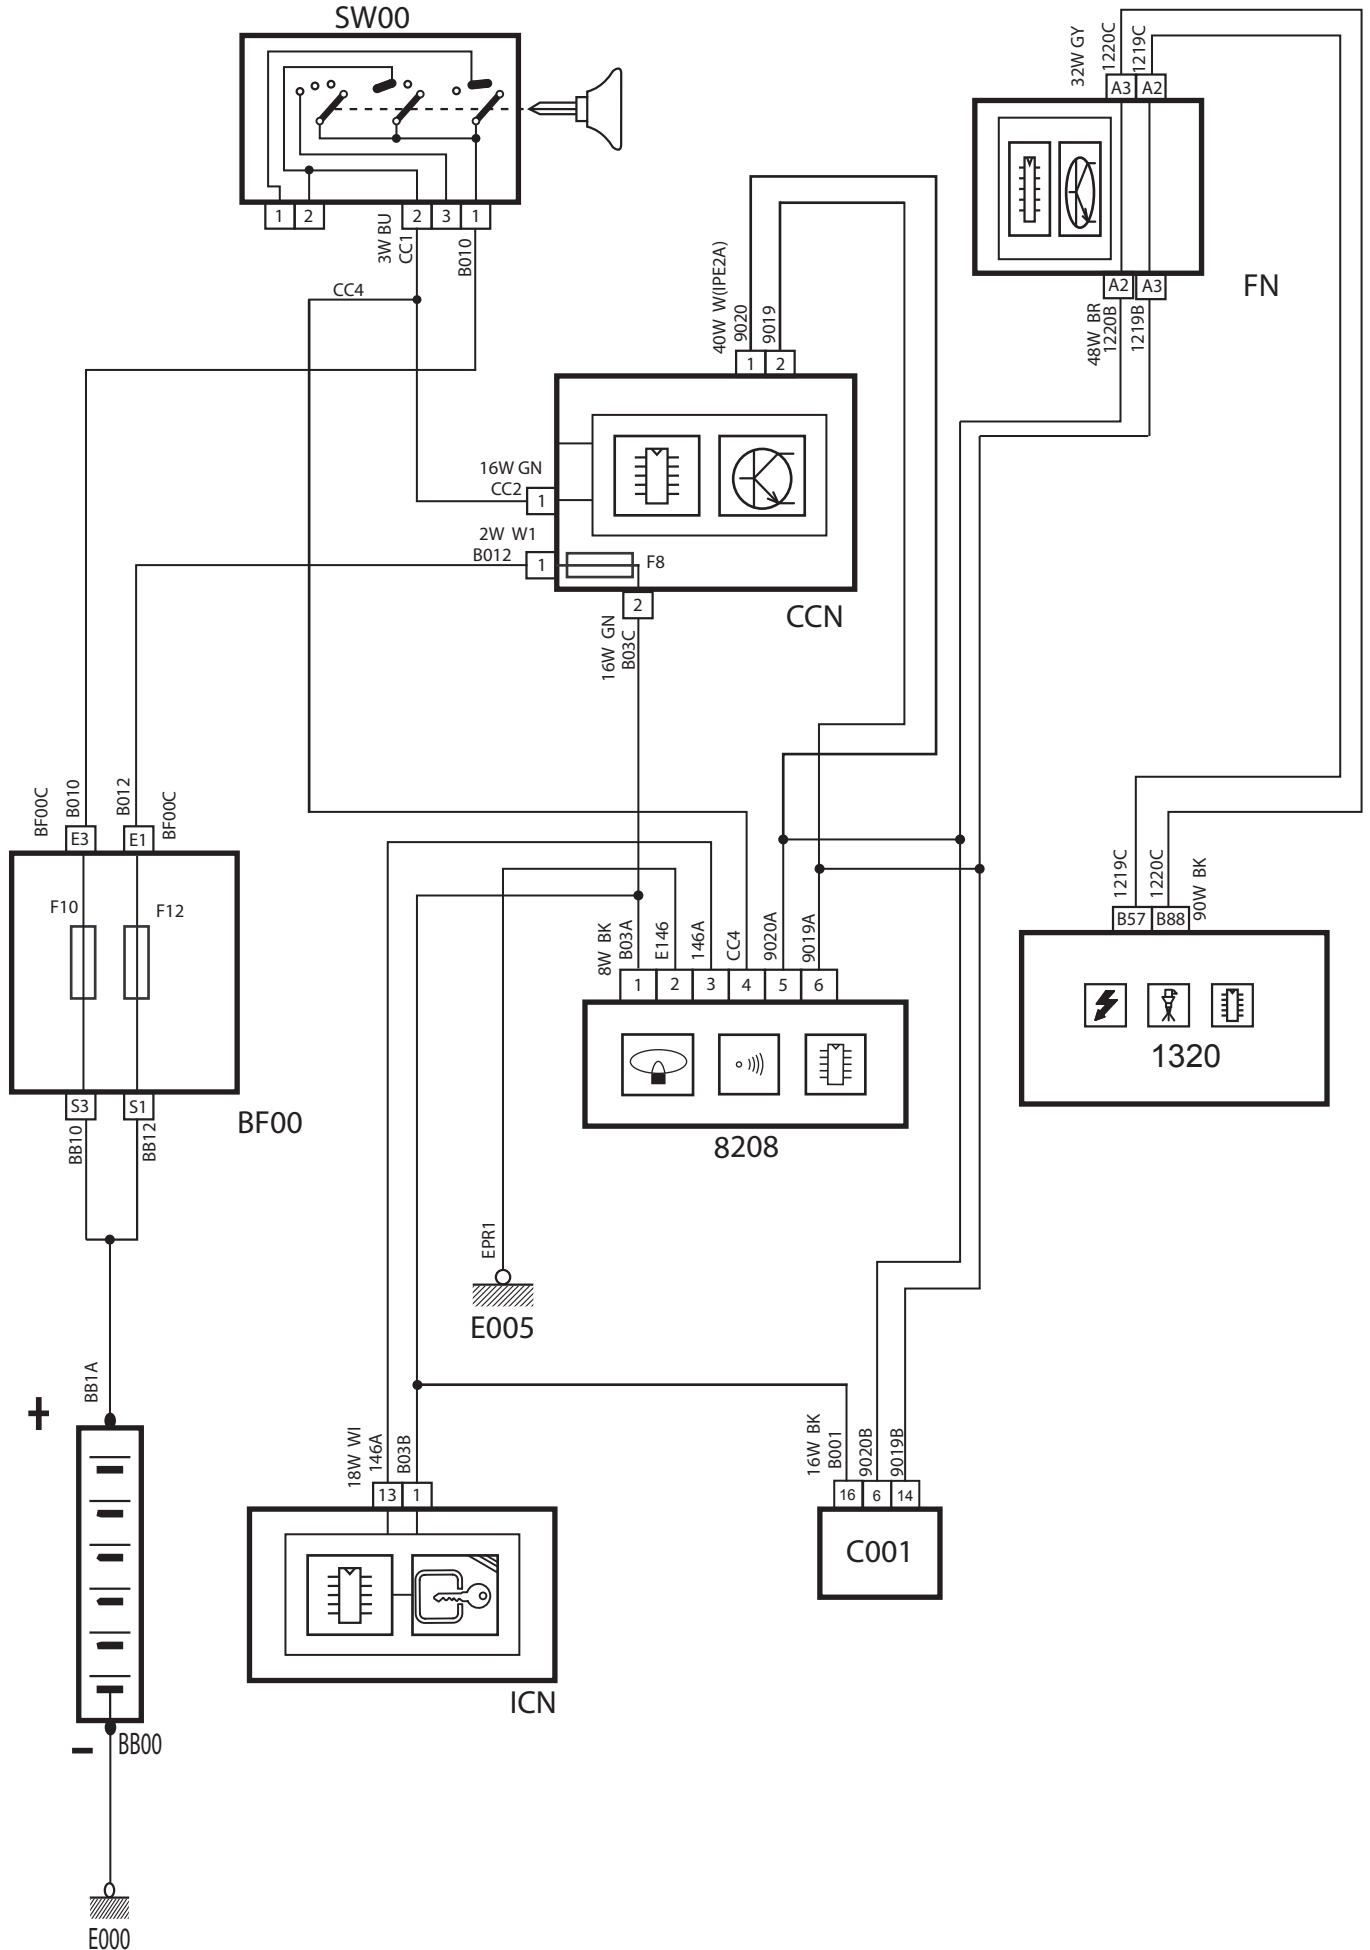 SW00
1 2 2 3 1
3W BU
CC1
B010
CC4
32W GY
1220C
1219C
A3 A2
A2 A3
FN
48W BR
1220B
1219B
40W W(IPE2A)
9020
9019
1 2
16W GN
CC2
1
2W W1
B012
1
F8
2
CCN
16W GN
B03C
BF00C
B010
B012
BF00C
E3 E1
F10
F12
S3 S1
BF00
BB10
BB12
8W BK
B03A
E146
146A
CC4
9020A
9019A
1 2 3 4 5 6
8208
1219C
1220C
90W BK
B57 B88
1320
EPR1
E005
BB1A
+
−
BB00
E000
18W WI
146A
B03B
13 1
ICN
16W BK
B001
9020B
9019B
16 6 14
C001